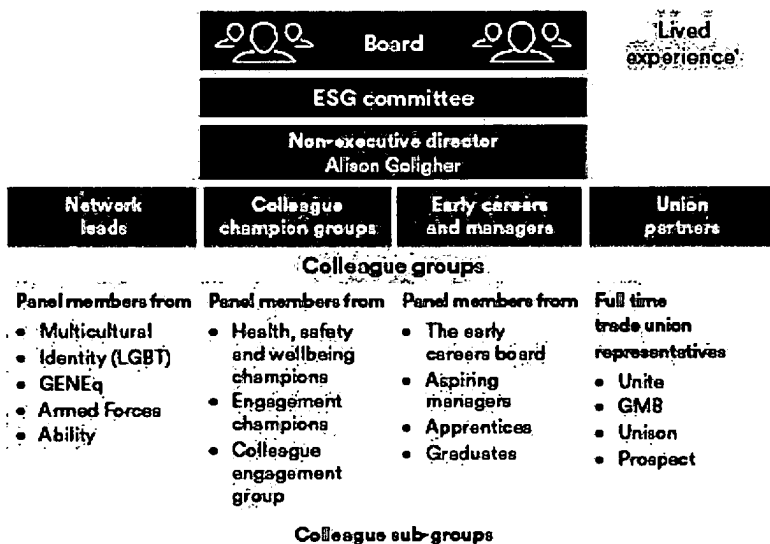 Board
'Lived
experience'
ESG committee
Non-executive director
Alison Goligher
Network
leads
Colleague
champion groups
Early careers
and managers
Union
partners
Colleague groups
Panel members from
• Multicultural
• Identity (LGBT)
• GENEq
• Armed Forces
• Ability
Panel members from
• Health, safety
and wellbeing
champions
• Engagement
champions
• Colleague
engagement
group
Panel members from
• The early
careers board
• Aspiring
managers
• Apprentices
• Graduates
Full time
trade union
representatives
• Unite
• GMB
• Unison
• Prospect
Colleague sub-groups